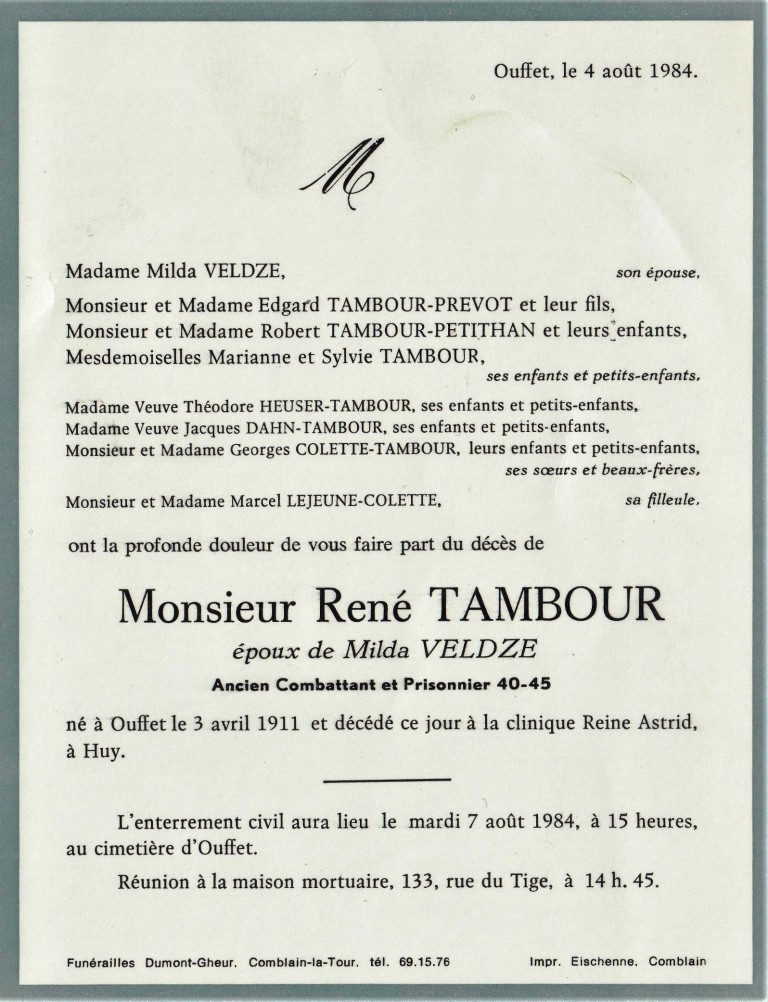 Ouffet, le 4 août 1984.
M
Madame Milda VELDZE, son épouse,
Monsieur et Madame Edgard TAMBOUR-PREVOT et leur fils,
Monsieur et Madame Robert TAMBOUR-PETITHAN et leurs enfants,
Mesdemoiselles Marianne et Sylvie TAMBOUR,
ses enfants et petits-enfants,
Madame Veuve Théodore HEUSER-TAMBOUR, ses enfants et petits-enfants,
Madame Veuve Jacques DAHN-TAMBOUR, ses enfants et petits-enfants,
Monsieur et Madame Georges COLETTE-TAMBOUR, leurs enfants et petits-enfants,
ses sœurs et beaux-frères,
Monsieur et Madame Marcel LEJEUNE-COLETTE, sa filleule,
ont la profonde douleur de vous faire part du décès de
Monsieur René TAMBOUR
époux de Milda VELDZE
Ancien Combattant et Prisonnier 40-45
né à Ouffet le 3 avril 1911 et décédé ce jour à la clinique Reine Astrid,
à Huy.
L'enterrement civil aura lieu le mardi 7 août 1984, à 15 heures,
au cimetière d'Ouffet.
Réunion à la maison mortuaire, 133, rue du Tige, à 14 h. 45.
Funérailles Dumont-Gheur, Comblain-la-Tour, tél. 69.15.76 Impr. Eischenne, Comblain